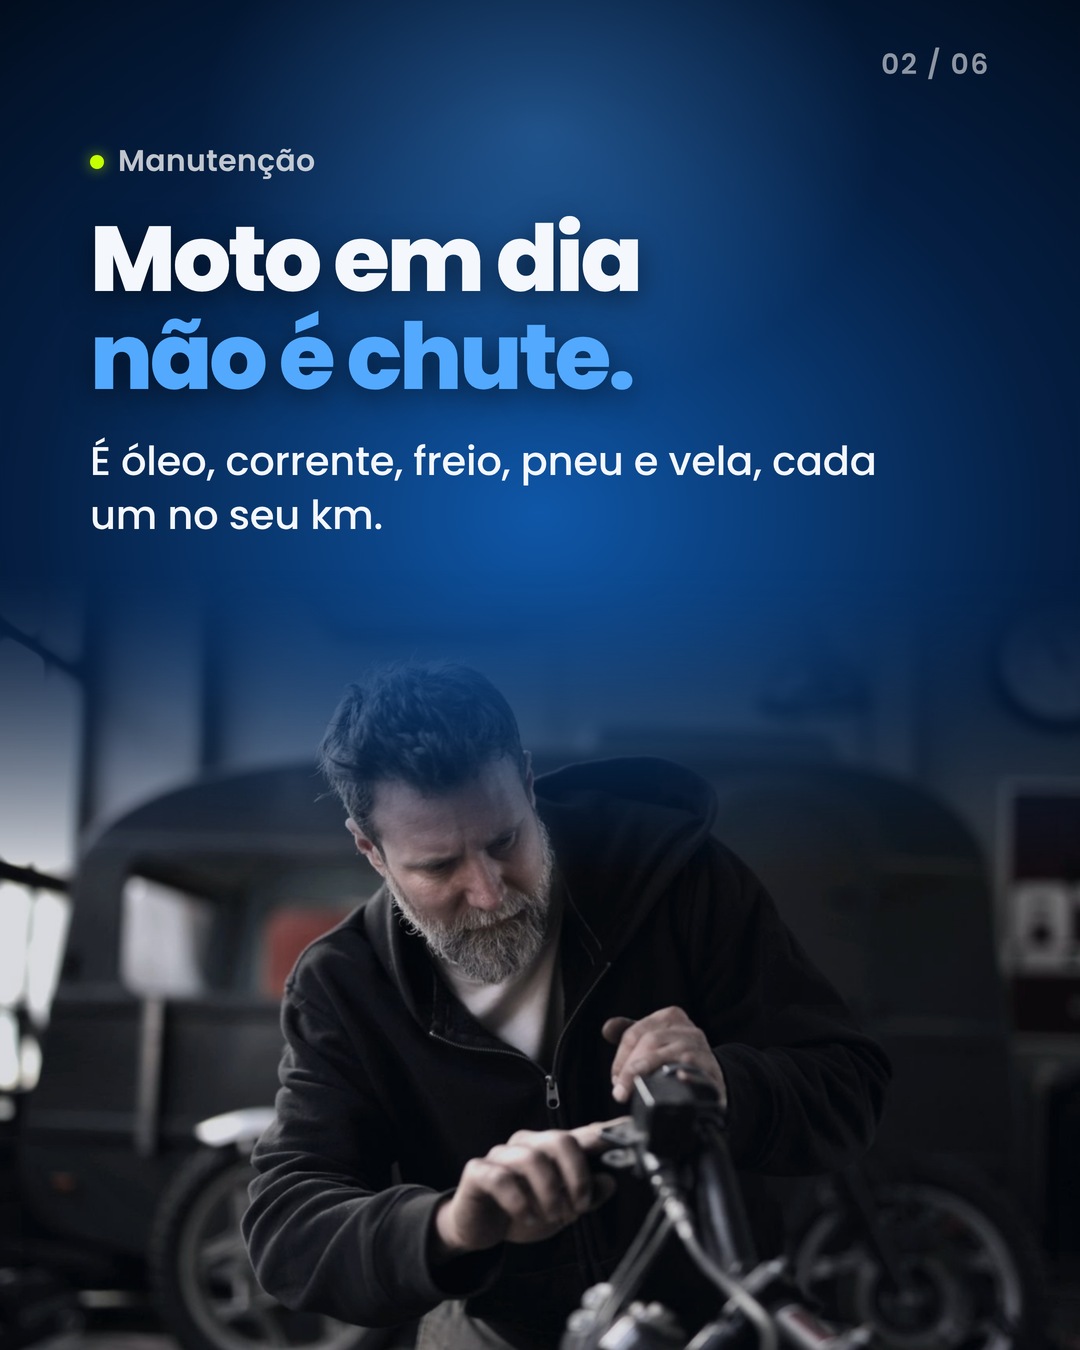 02 / 06
Manutenção
Moto em dia
não é chute.
É óleo, corrente, freio, pneu e vela, cada
um no seu km.